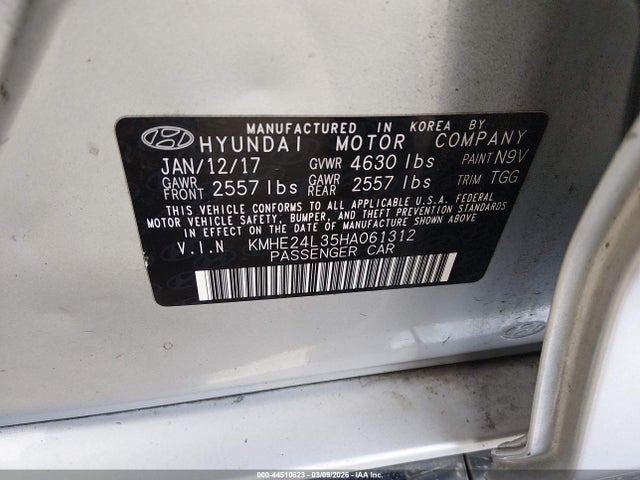 MANUFACTURED IN KOREA BY
HYUNDAI MOTOR COMPANY
JAN/12/17 GVWR 4630 lbs PAINT N9V
GAWR FRONT 2557 lbs GAWR REAR 2557 lbs TRIM TGG
THIS VEHICLE CONFORMS TO ALL APPLICABLE U.S.A. FEDERAL
MOTOR VEHICLE SAFETY, BUMPER, AND THEFT PREVENTION STANDARDS
IN EFFECT ON THE DATE OF MANUFACTURE SHOWN ABOVE.
V.I.N KMHE24L35HA061312
PASSENGER CAR
000-44510623 - 03/09/2026 - IAA Inc.